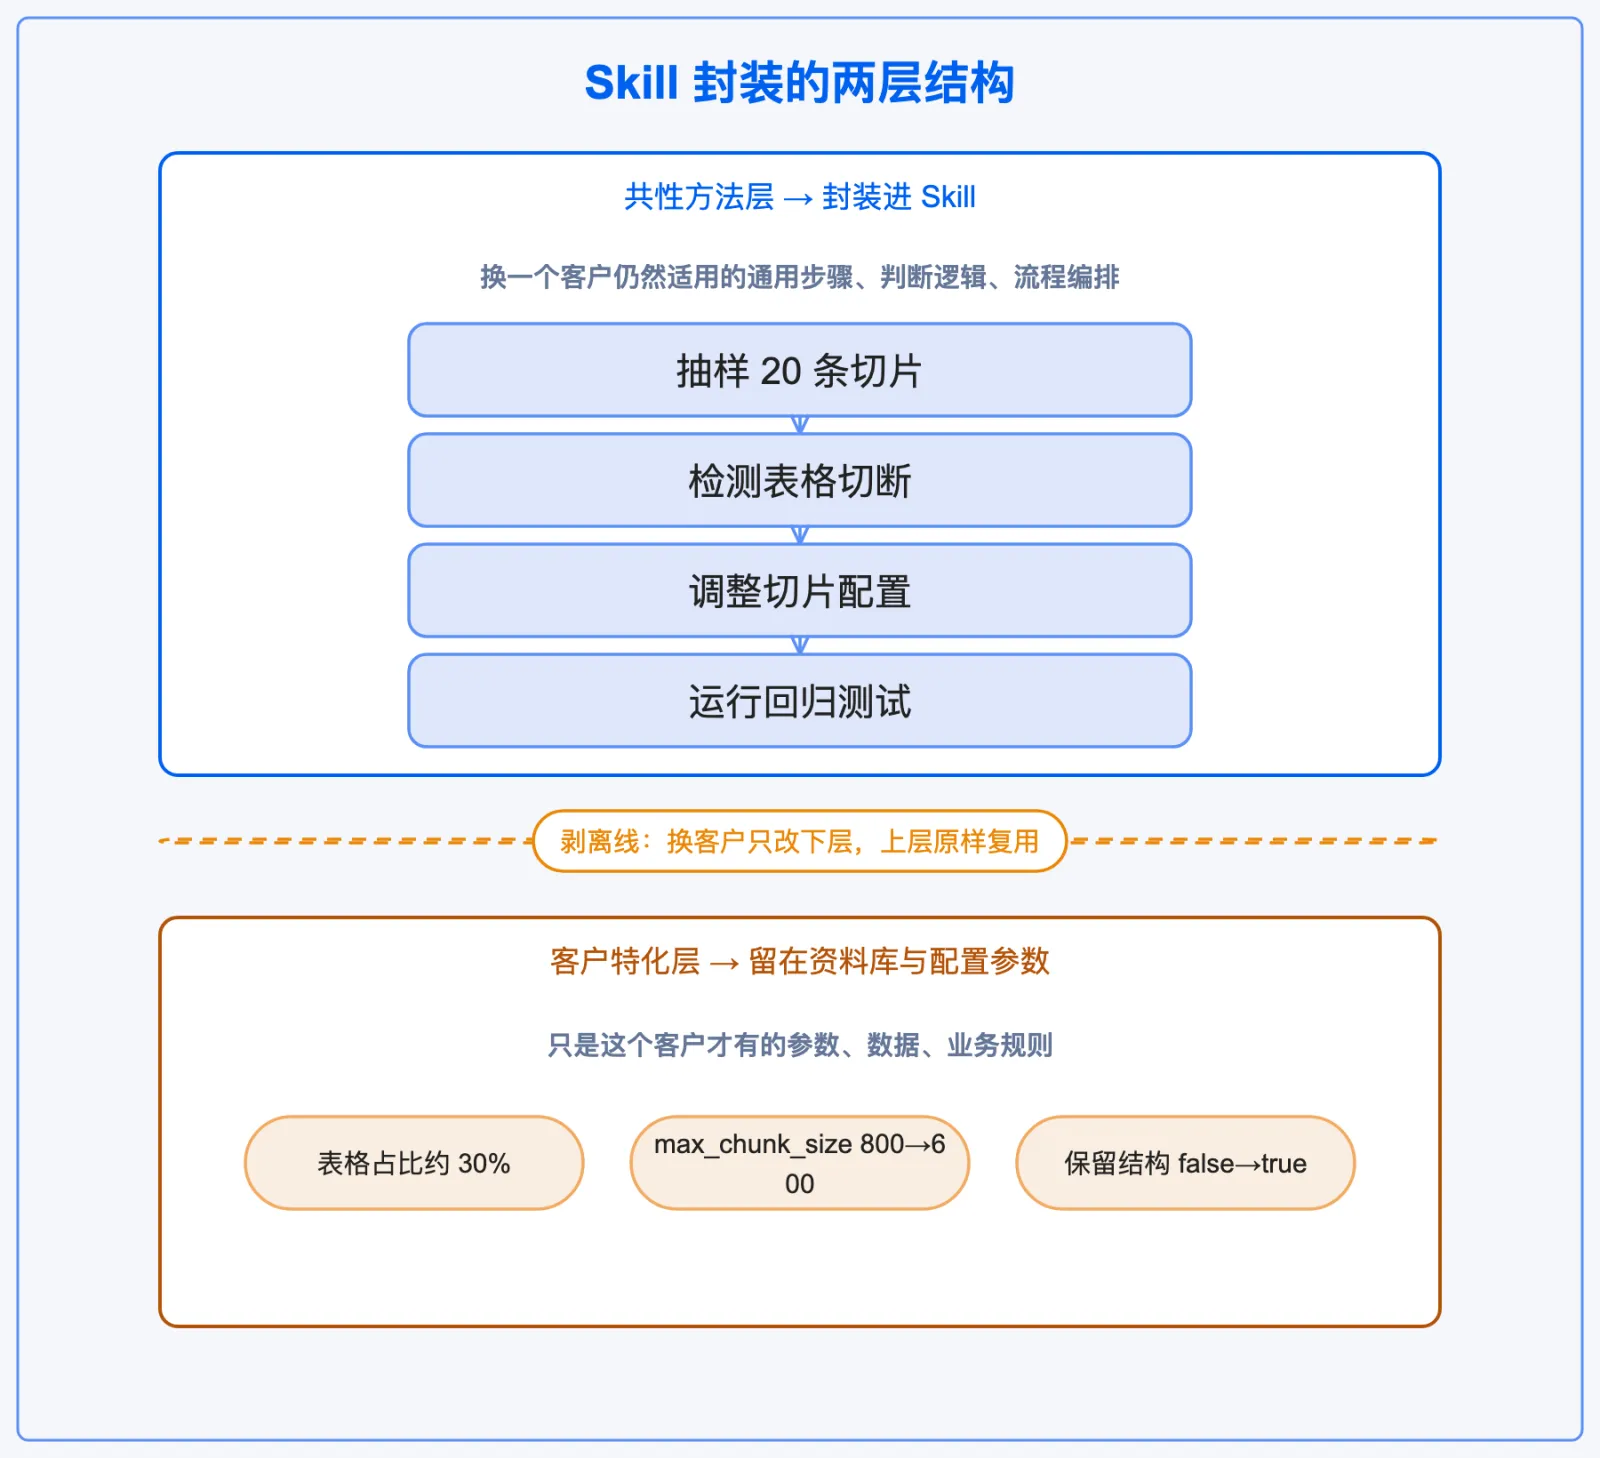 Skill 封装的两层结构
共性方法层 → 封装进 Skill
换一个客户仍然适用的通用步骤、判断逻辑、流程编排
抽样 20 条切片
检测表格切断
调整切片配置
运行回归测试
剥离线：换客户只改下层，上层原样复用
客户特化层 → 留在资料库与配置参数
只是这个客户才有的参数、数据、业务规则
表格占比约 30%
max_chunk_size 800→6
00
保留结构 false→true